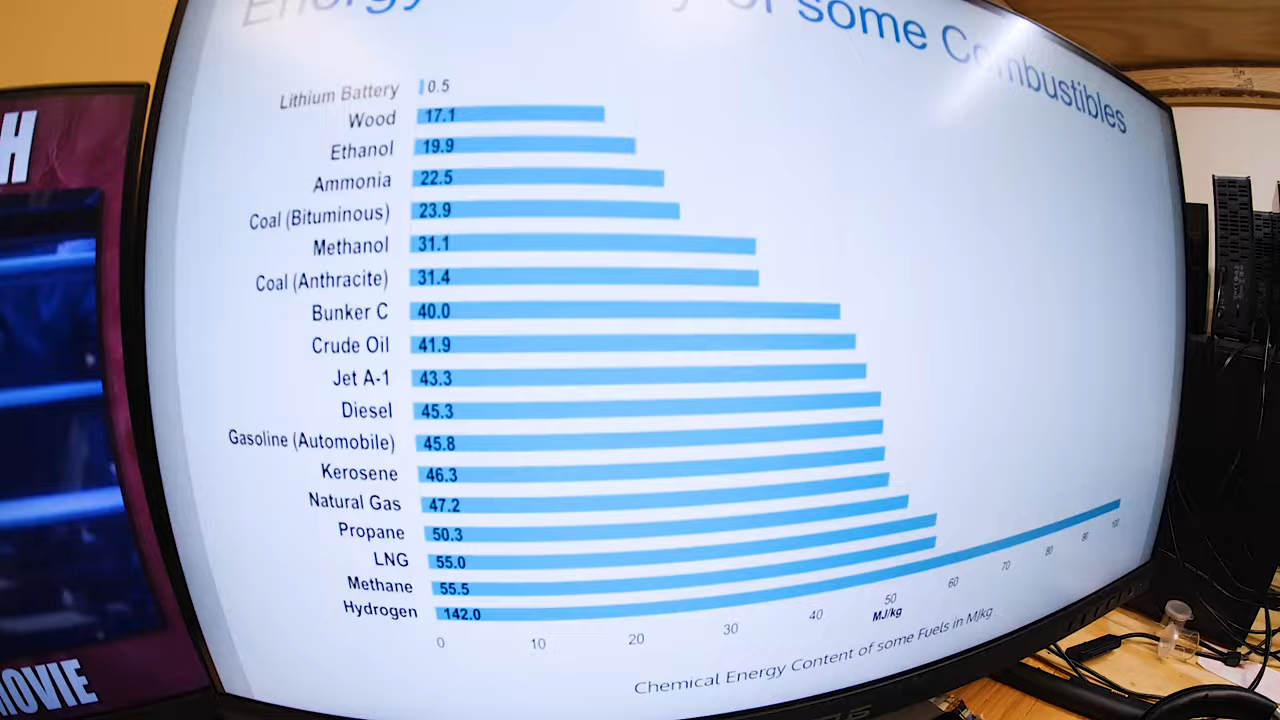 Energy of some Combustibles
Lithium Battery 0.5
Wood 17.1
Ethanol 19.9
Ammonia 22.5
Coal (Bituminous) 23.9
Methanol 31.1
Coal (Anthracite) 31.4
Bunker C 40.0
Crude Oil 41.9
Jet A-1 43.3
Diesel 45.3
Gasoline (Automobile) 45.8
Kerosene 46.3
Natural Gas 47.2
Propane 50.3
LNG 55.0
Methane 55.5
Hydrogen 142.0
0 10 20 30 40 50 60 70 80 90 100
MJ/kg
Chemical Energy Content of some Fuels in MJkg
H
MOVIE